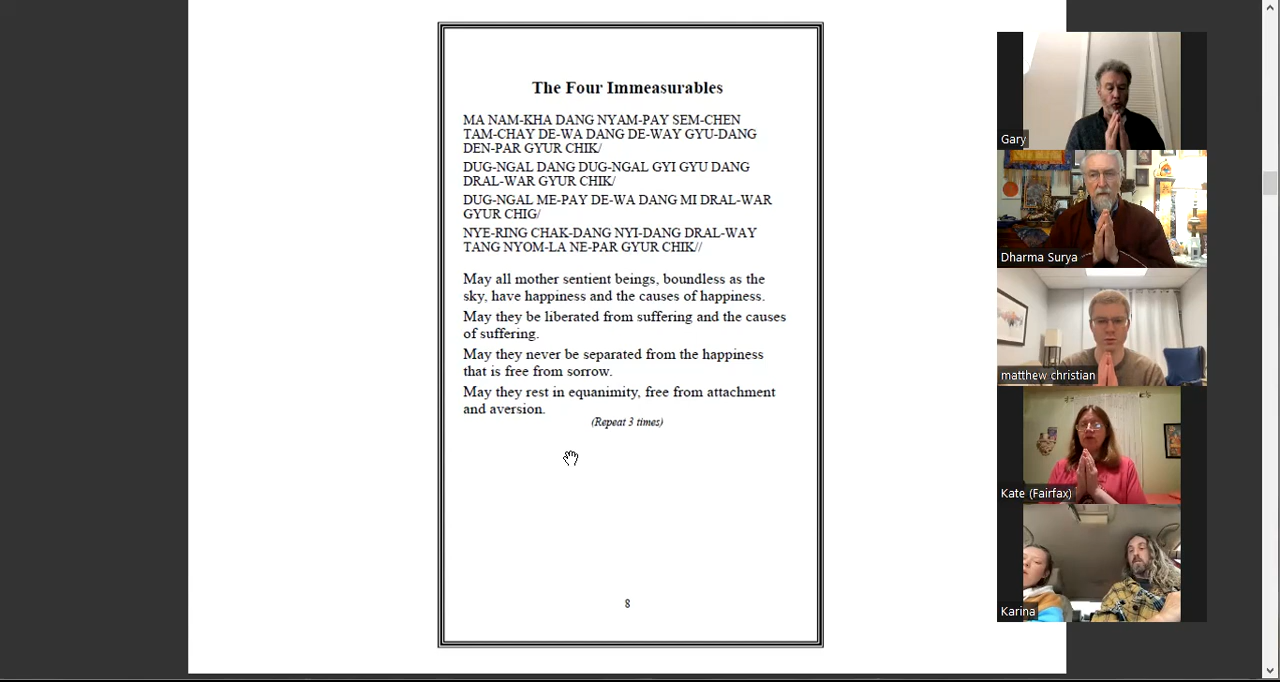 The Four Immeasurables
MA NAM-KHA DANG NYAM-PAY SEM-CHEN
TAM-CHAY DE-WA DANG DE-WAY GYU-DANG
DEN-PAR GYUR CHIK/
DUG-NGAL DANG DUG-NGAL GYI GYU DANG
DRAL-WAR GYUR CHIK/
DUG-NGAL ME-PAY DE-WA DANG MI DRAL-WAR
GYUR CHIG/
NYE-RING CHAK-DANG NYI-DANG DRAL-WAY
TANG NYOM-LA NE-PAR GYUR CHIK//
May all mother sentient beings, boundless as the
sky, have happiness and the causes of happiness.
May they be liberated from suffering and the causes
of suffering.
May they never be separated from the happiness
that is free from sorrow.
May they rest in equanimity, free from attachment
and aversion.
(Repeat 3 times)
8
Gary
Dharma Surya
matthew christian
Kate (Fairfax)
Karina